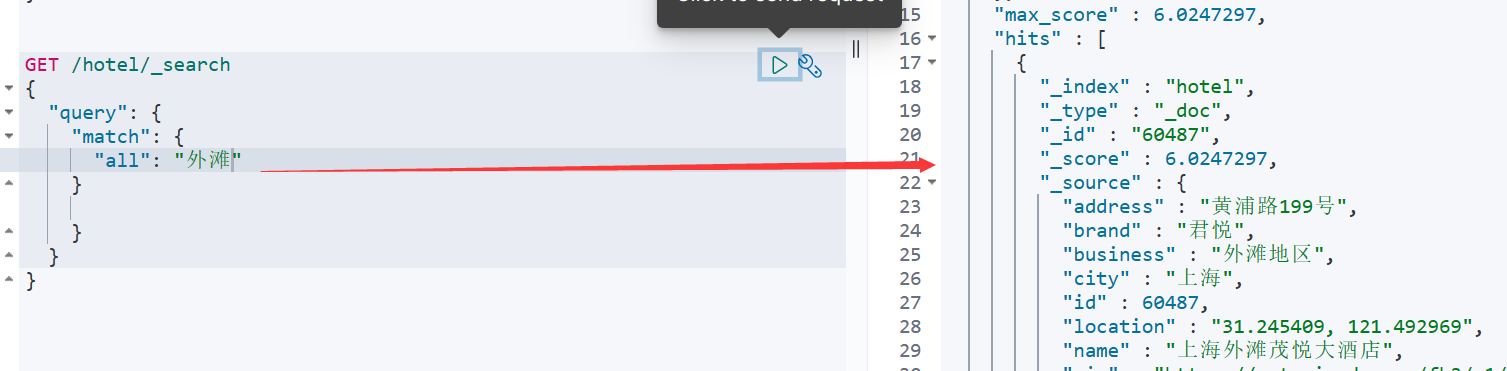 GET /hotel/_search
{
"query": {
"match": {
"all": "外滩"
}
}
}
}
15 "max_score" : 6.0247297,
16 "hits" : [
17 {
18 "_index" : "hotel",
19 "_type" : "_doc",
20 "_id" : "60487",
21 "_score" : 6.0247297,
22 "_source" : {
23 "address" : "黄浦路199号",
24 "brand" : "君悦",
25 "business" : "外滩地区",
26 "city" : "上海",
27 "id" : 60487,
28 "location" : "31.245409, 121.492969",
29 "name" : "上海外滩茂悦大酒店",